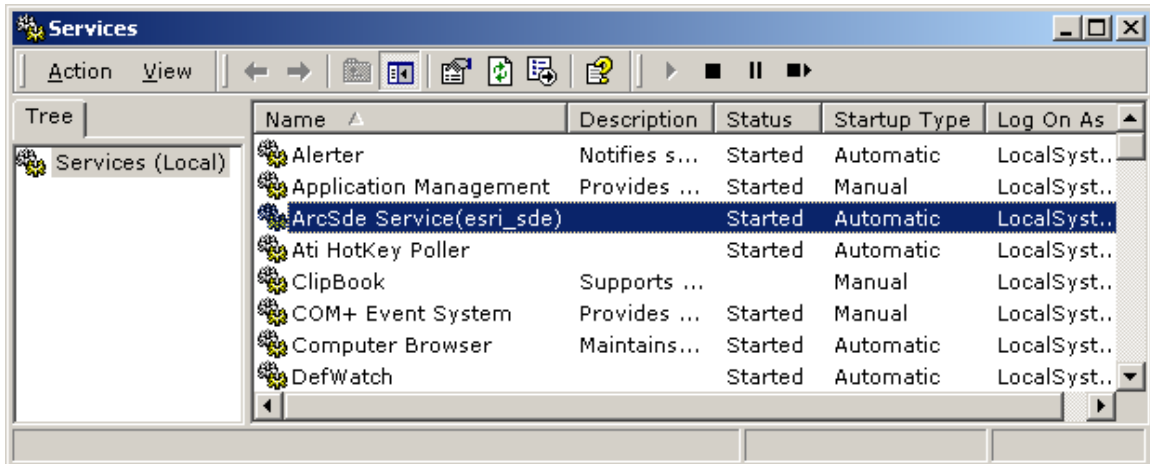 Services
Action View
Tree
Name Description Status Startup Type Log On As
Services (Local)
Alerter Notifies s... Started Automatic LocalSyst..
Application Management Provides ... Started Manual LocalSyst..
ArcSde Service(esri_sde) Started Automatic LocalSyst..
Ati HotKey Poller Started Automatic LocalSyst..
ClipBook Supports ... Manual LocalSyst..
COM+ Event System Provides ... Started Manual LocalSyst..
Computer Browser Maintains... Started Automatic LocalSyst..
DefWatch Started Automatic LocalSyst..